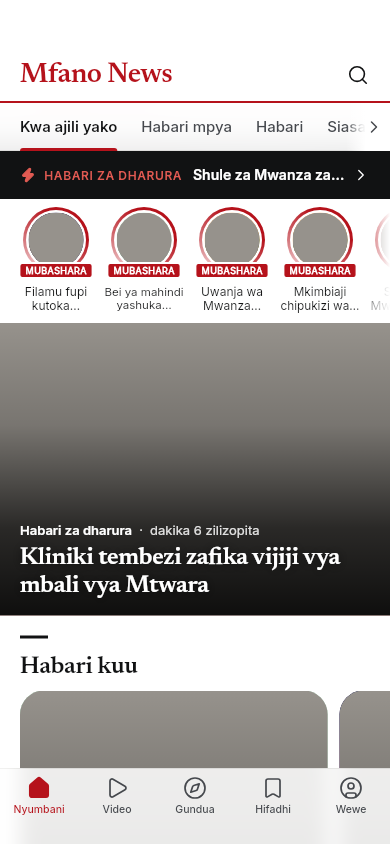 Mfano News
Kwa ajili yako Habari mpya Habari Siasa
HABARI ZA DHARURA Shule za Mwanza za...
MUBASHARA MUBASHARA MUBASHARA MUBASHARA
Filamu fupi kutoka...
Bei ya mahindi yashuka...
Uwanja wa Mwanza...
Mkimbiaji chipukizi wa...
Habari za dharura · dakika 6 zilizopita
Kliniki tembezi zafika vijiji vya
mbali vya Mtwara
Habari kuu
Nyumbani Video Gundua Hifadhi Wewe